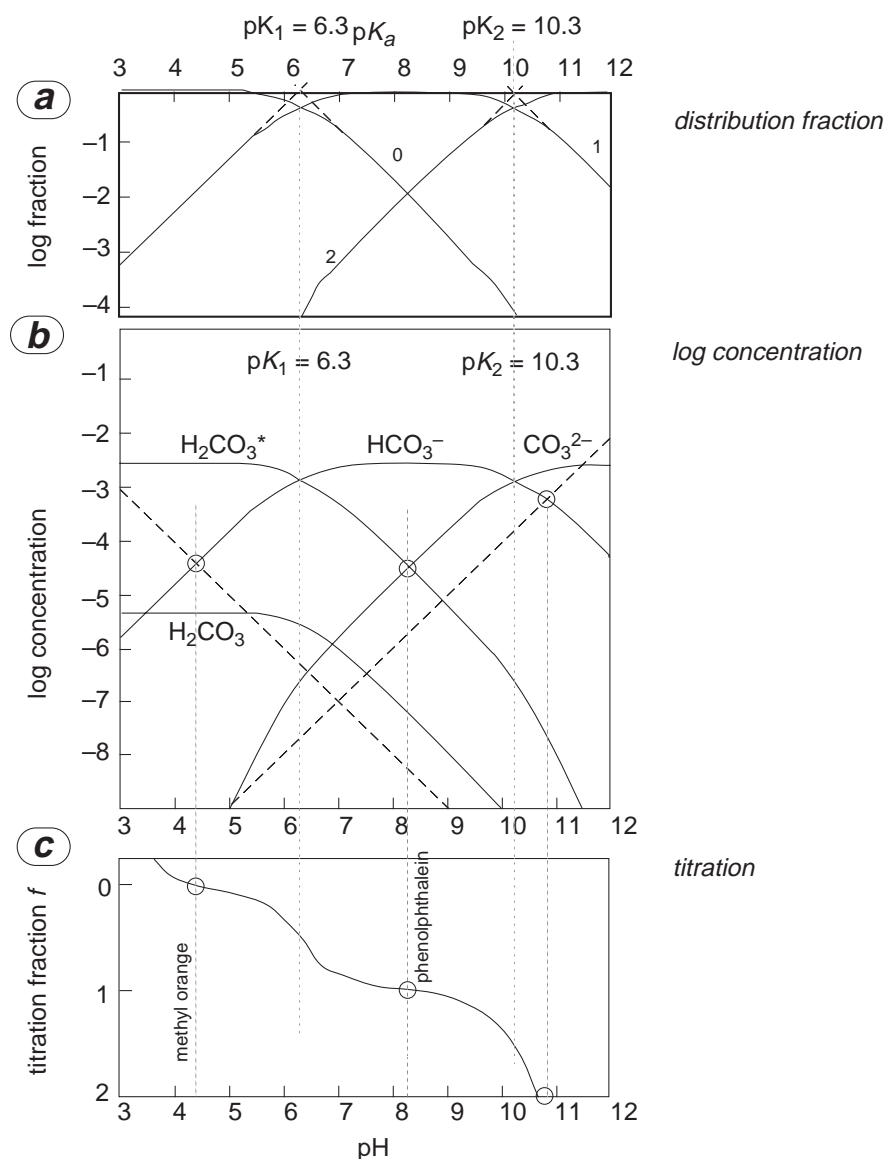 pK1 = 6.3 pKa pK2 = 10.3
3 4 5 6 7 8 9 10 11 12
a
distribution fraction
log fraction
–1
–2
–3
–4
0
1
2
b
log concentration
pK1 = 6.3 pK2 = 10.3
log concentration
–1
–2
–3
–4
–5
–6
–7
–8
H2CO3* HCO3– CO32–
H2CO3
3 4 5 6 7 8 9 10 11 12
c
titration
titration fraction f
0
1
2
methyl orange
phenolphthalein
3 4 5 6 7 8 9 10 11 12
pH